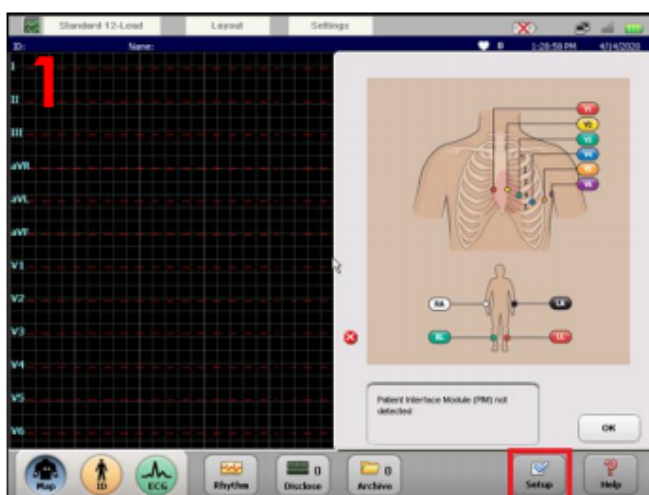 Standard 12-Lead Layout Settings
ID: Name: 0 1:28:58 PM 4/14/2020
1
I
II
III
aVR
aVL
aVF
V1
V2
V3
V4
V5
V6
V1
V2
V3
V4
V5
V6
RA LA
RL LL
Patient Interface Module (PIM) not
detected
OK
Map ID ECG Rhythm 0 Disclose 0 Archive Setup ? Help